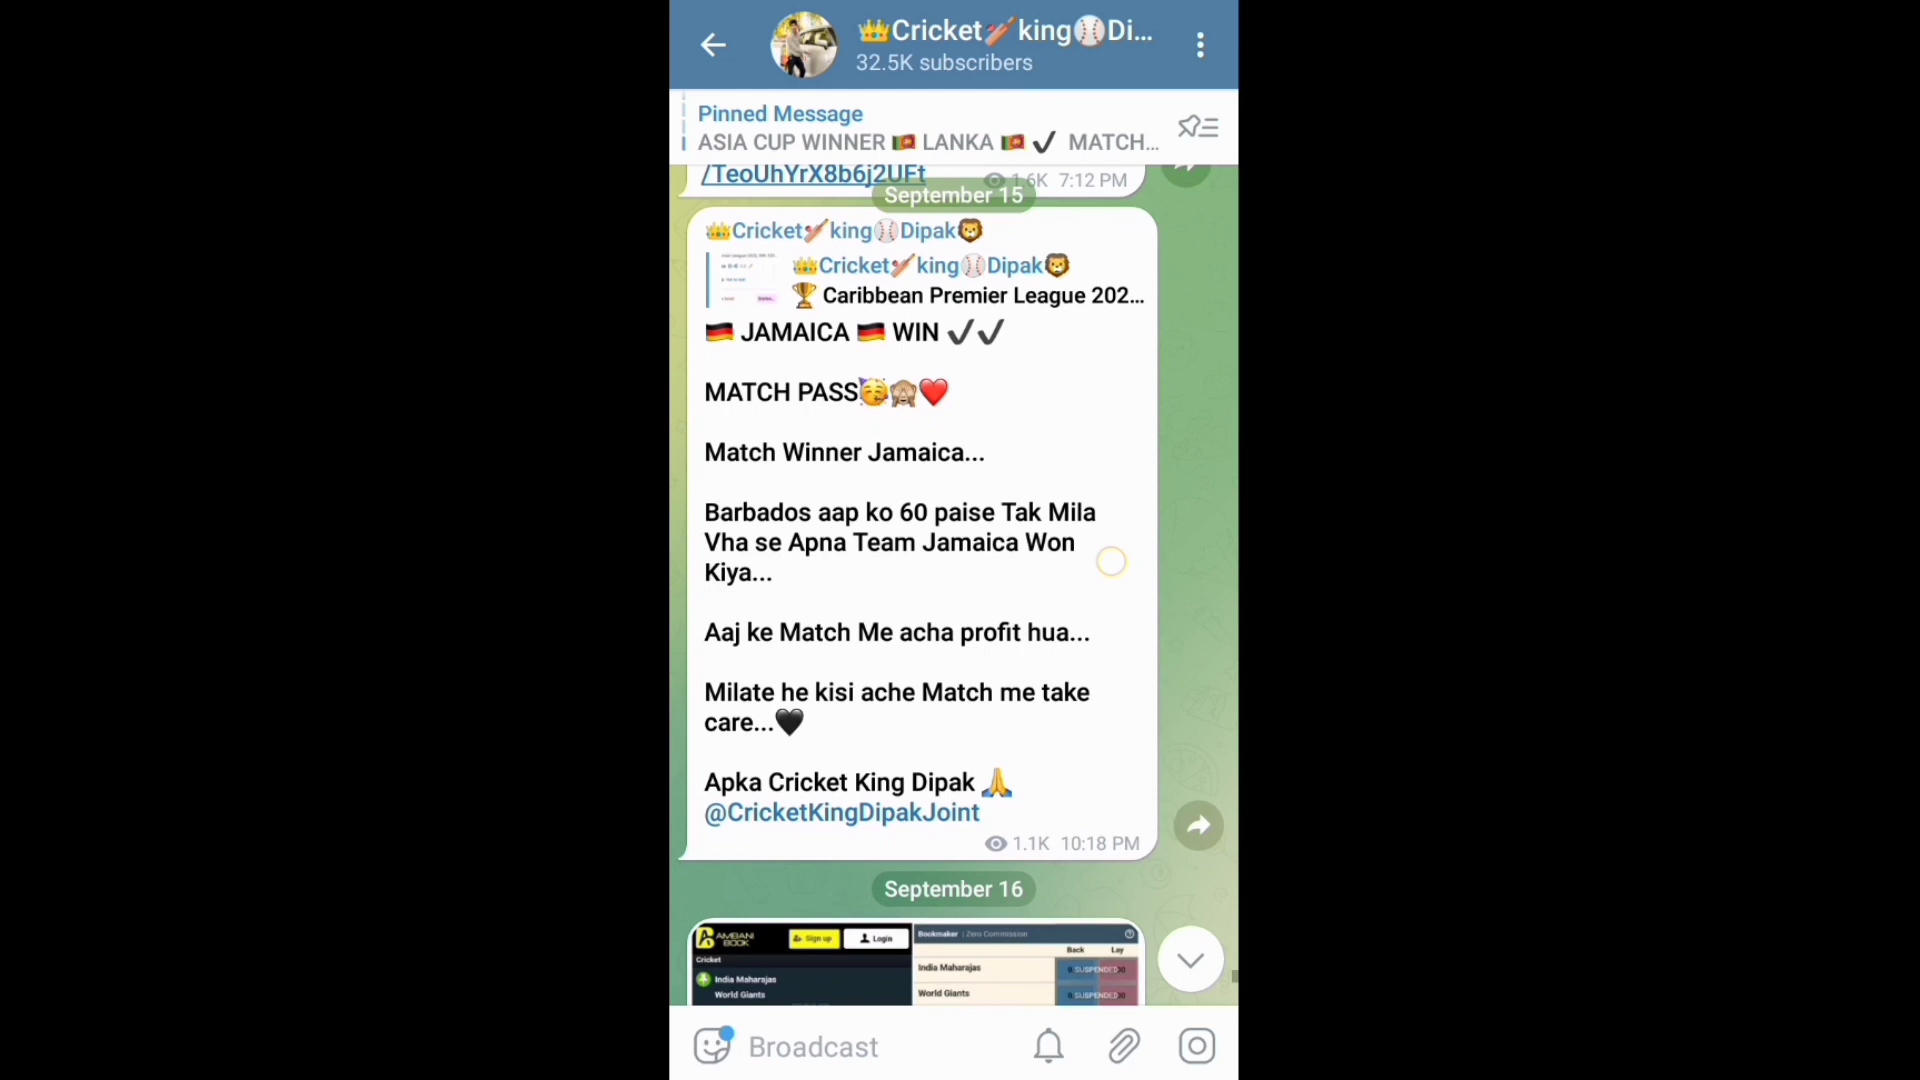 👑Cricket🏏king⚾Di...
32.5K subscribers
Pinned Message
ASIA CUP WINNER 🇱🇰 LANKA 🇱🇰 ✔️ MATCH...
/TeoUhYrX8b6j2UFt
1.6K 7:12 PM
September 15
👑Cricket🏏king⚾Dipak🦁
👑Cricket🏏king⚾Dipak🦁
🏆 Caribbean Premier League 202...
🇩🇪 JAMAICA 🇩🇪 WIN ✔️✔️
MATCH PASS🥳🙈❤️
Match Winner Jamaica...
Barbados aap ko 60 paise Tak Mila
Vha se Apna Team Jamaica Won
Kiya...
Aaj ke Match Me acha profit hua...
Milate he kisi ache Match me take
care...🖤
Apka Cricket King Dipak 🙏
@CricketKingDipakJoint
1.1K 10:18 PM
September 16
AMBANI BOOK Sign up Login
Cricket
India Maharajas
World Giants
Bookmaker | Zero Commission
Back Lay
India Maharajas SUSPENDED
World Giants SUSPENDED
Broadcast